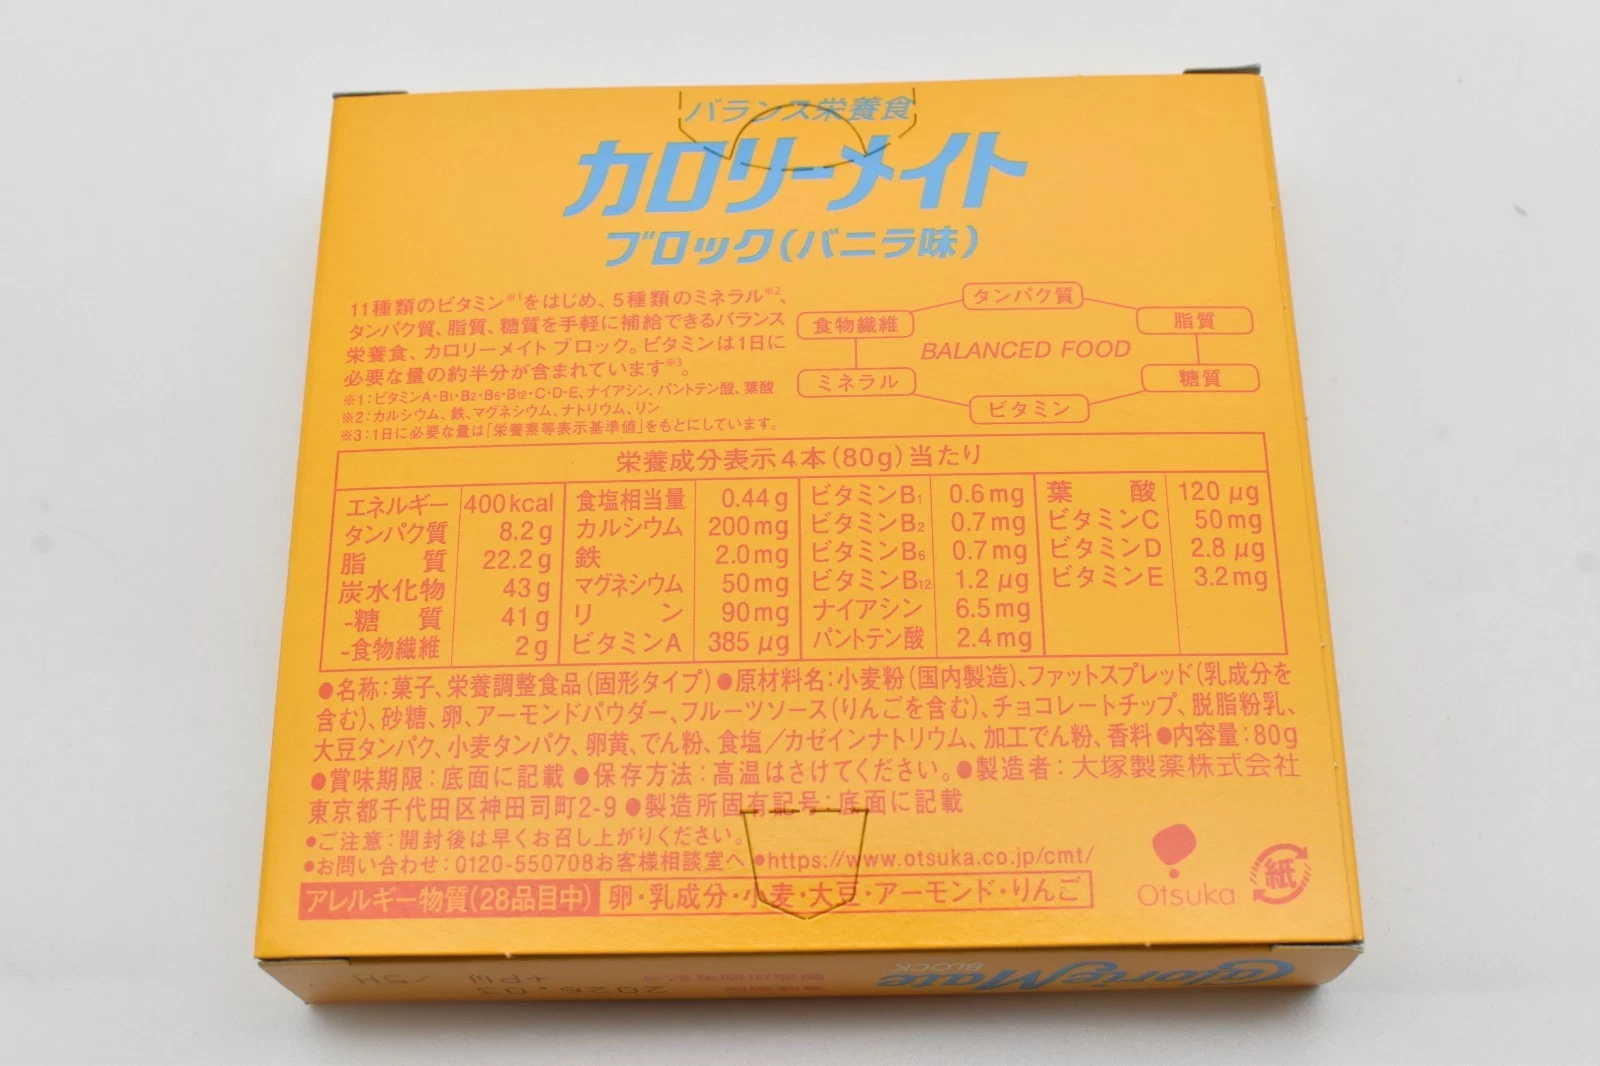 バランス栄養食
カロリーメイト
ブロック(バニラ味)
11種類のビタミン※1をはじめ、5種類のミネラル※2、
タンパク質、脂質、糖質を手軽に補給できるバランス
栄養食、カロリーメイト ブロック。ビタミンは1日に
必要な量の約半分が含まれています※3。
※1:ビタミンA・B1・B2・B6・B12・C・D・E、ナイアシン、パントテン酸、葉酸
※2:カルシウム、鉄、マグネシウム、ナトリウム、リン
※3:1日に必要な量は「栄養素等表示基準値」をもとにしています。
タンパク質
食物繊維
脂質
BALANCED FOOD
ミネラル
糖質
ビタミン
栄養成分表示4本(80g)当たり
エネルギー 400kcal
タンパク質 8.2g
脂質 22.2g
炭水化物 43g
-糖質 41g
-食物繊維 2g
食塩相当量 0.44g
カルシウム 200mg
鉄 2.0mg
マグネシウム 50mg
リン 90mg
ビタミンA 385μg
ビタミンB1 0.6mg
ビタミンB2 0.7mg
ビタミンB6 0.7mg
ビタミンB12 1.2μg
ナイアシン 6.5mg
パントテン酸 2.4mg
葉酸 120μg
ビタミンC 50mg
ビタミンD 2.8μg
ビタミンE 3.2mg
●名称:菓子、栄養調整食品(固形タイプ)●原材料名:小麦粉(国内製造)、ファットスプレッド(乳成分を
含む)、砂糖、卵、アーモンドパウダー、フルーツソース(りんごを含む)、チョコレートチップ、脱脂粉乳、
大豆タンパク、小麦タンパク、卵黄、でん粉、食塩/カゼインナトリウム、加工でん粉、香料●内容量:80g
●賞味期限:底面に記載 ●保存方法:高温はさけてください。●製造者:大塚製薬株式会社
東京都千代田区神田司町2-9 ●製造所固有記号:底面に記載
●ご注意:開封後は早くお召し上がりください。
●お問い合わせ:0120-550708お客様相談室へ ●https://www.otsuka.co.jp/cmt/
アレルギー物質(28品目中) 卵・乳成分・小麦・大豆・アーモンド・りんご
Otsuka
紙
CalorieMate
BLOCK